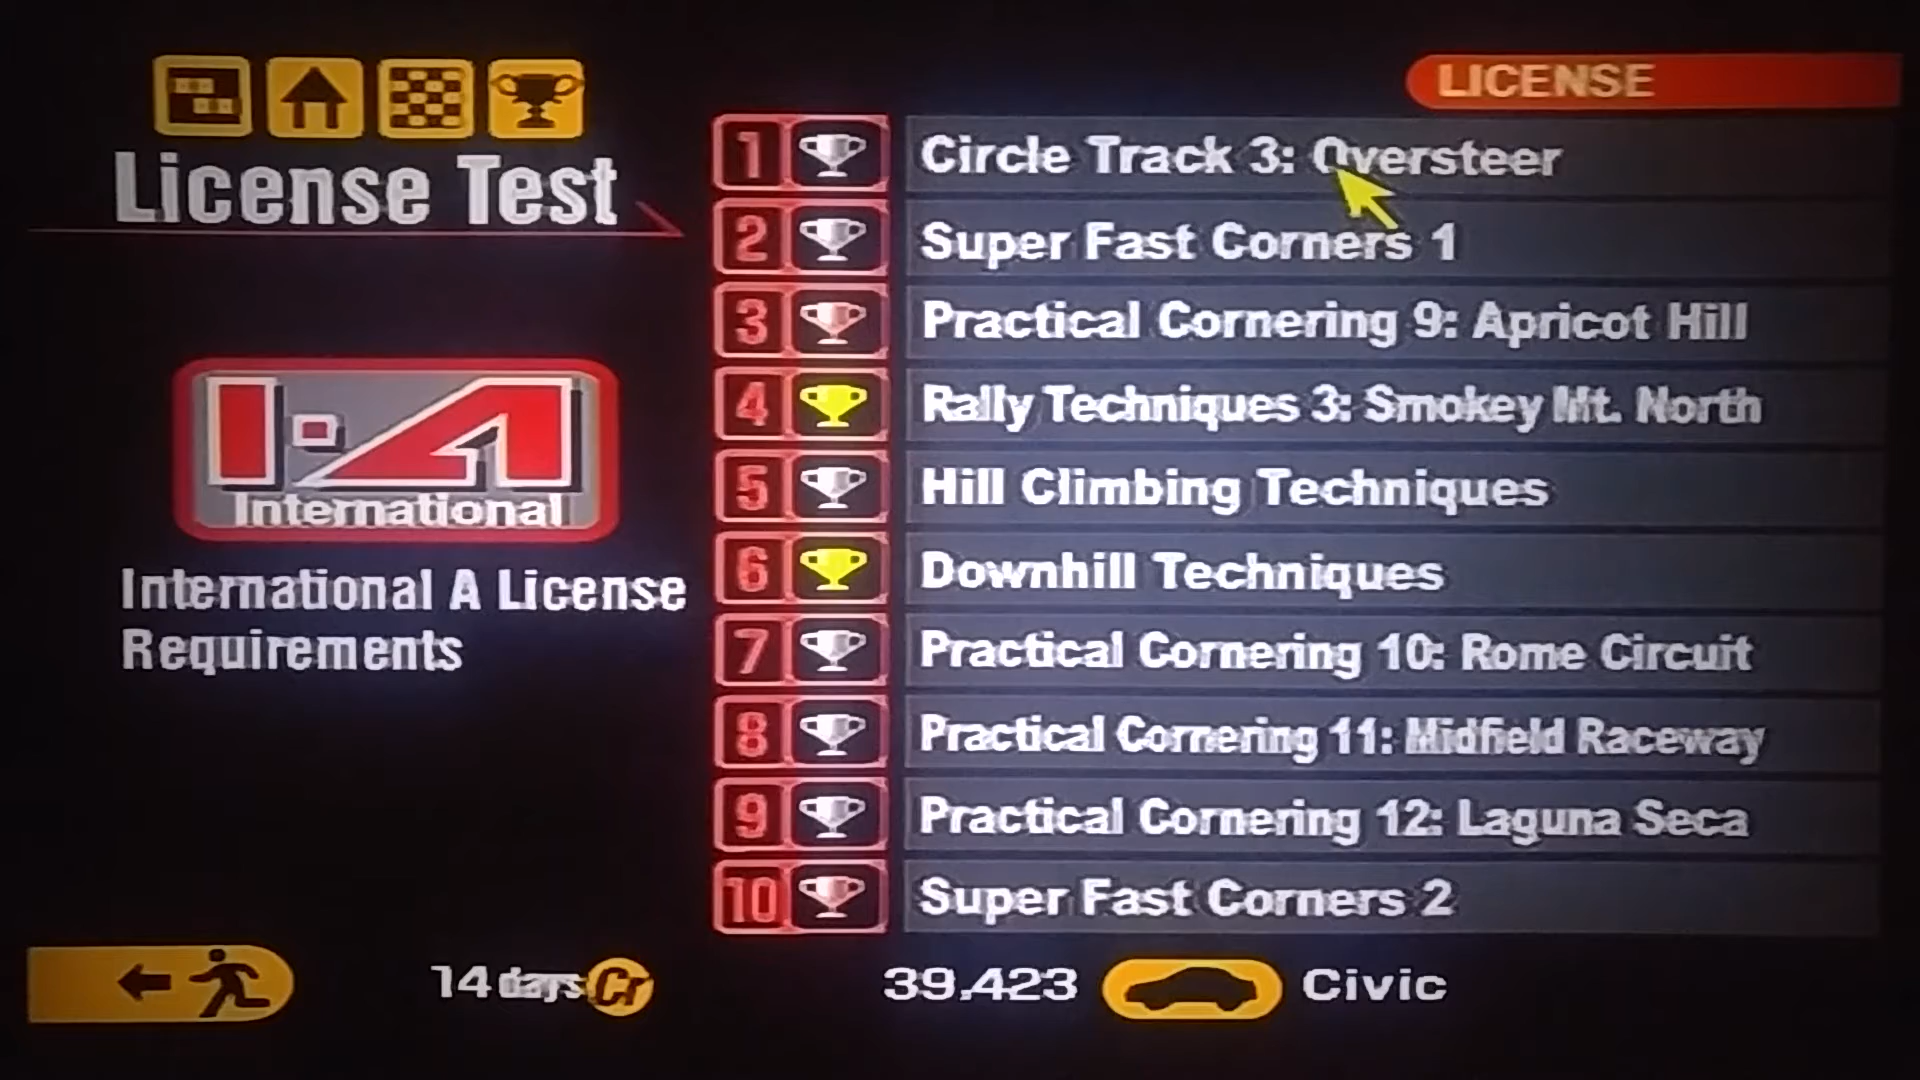 LICENSE
License Test
I·A
International
International A License
Requirements
1 Circle Track 3: Oversteer
2 Super Fast Corners 1
3 Practical Cornering 9: Apricot Hill
4 Rally Techniques 3: Smokey Mt. North
5 Hill Climbing Techniques
6 Downhill Techniques
7 Practical Cornering 10: Rome Circuit
8 Practical Cornering 11: Midfield Raceway
9 Practical Cornering 12: Laguna Seca
10 Super Fast Corners 2
14 days Cr 39,423 Civic